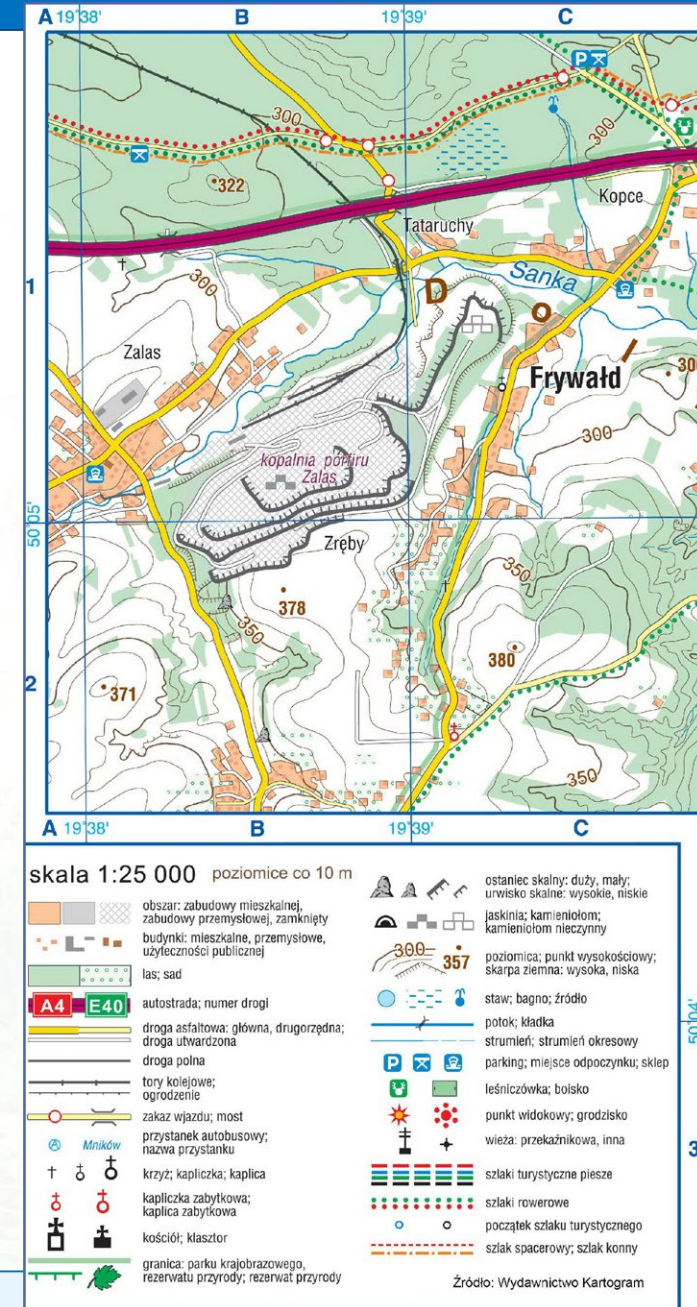 A 19°38' B 19°39' C
P
300
300
322
Kopce
Tataruchy
1
300
Sanka
D
o
l
Zalas
Frywałd
300
kopalnia porfiru
Zalas
50°05'
Zręby
350
378
350
380
2
371
350
A 19°38' B 19°39' C
skala 1:25 000 poziomice co 10 m
obszar: zabudowy mieszkalnej,
zabudowy przemysłowej, zamknięty
budynki: mieszkalne, przemysłowe,
użyteczności publicznej
las; sad
A4 E40 autostrada; numer drogi
droga asfaltowa: główna, drugorzędna;
droga utwardzona
droga polna
tory kolejowe;
ogrodzenie
zakaz wjazdu; most
A Mników przystanek autobusowy;
nazwa przystanku
krzyż; kapliczka; kaplica
kapliczka zabytkowa;
kaplica zabytkowa
kościół; klasztor
granica: parku krajobrazowego,
rezerwatu przyrody; rezerwat przyrody
ostaniec skalny: duży, mały;
urwisko skalne: wysokie, niskie
jaskinia; kamieniołom;
kamieniołom nieczynny
300 357 poziomica; punkt wysokościowy;
skarpa ziemna: wysoka, niska
staw; bagno; źródło
potok; kładka
strumień; strumień okresowy
P parking; miejsce odpoczynku; sklep
leśniczówka; boisko
punkt widokowy; grodzisko
wieża: przekaźnikowa, inna
szlaki turystyczne piesze
szlaki rowerowe
początek szlaku turystycznego
szlak spacerowy; szlak konny
Źródło: Wydawnictwo Kartogram
50°04'
3